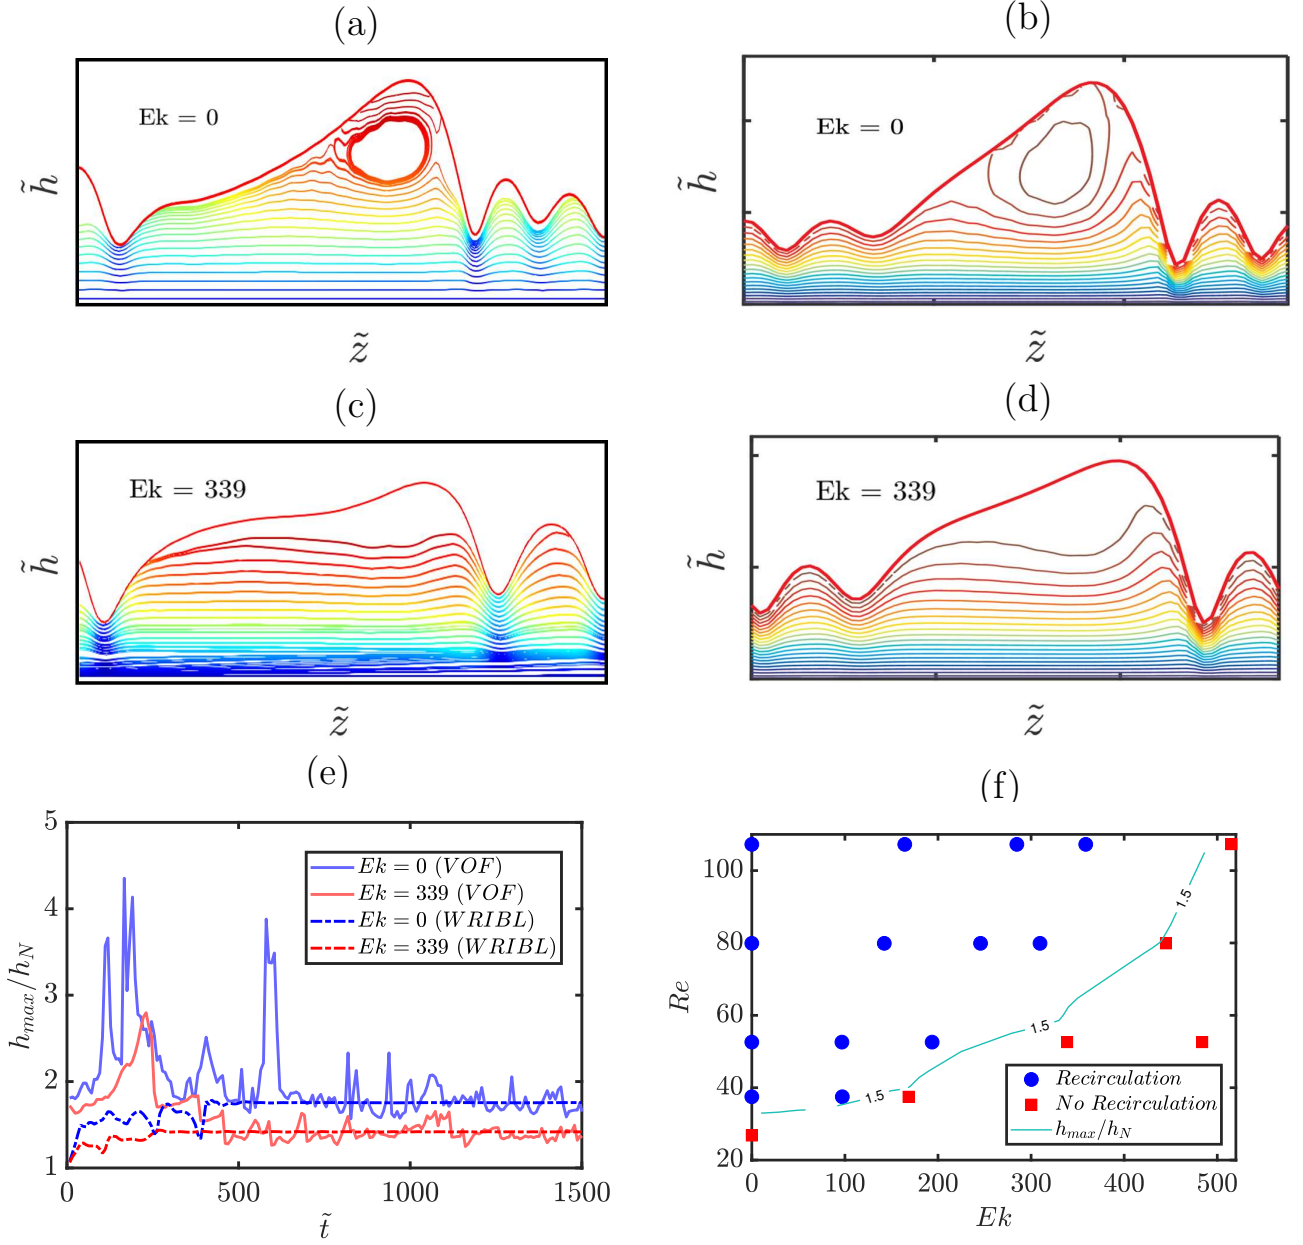 (a)
Ek = 0
h̃
z̃
(b)
Ek = 0
h̃
z̃
(c)
Ek = 339
h̃
z̃
(d)
Ek = 339
h̃
z̃
(e)
5
4
3
2
1
h_max/h_N
Ek = 0 (VOF)
Ek = 339 (VOF)
Ek = 0 (WRIBL)
Ek = 339 (WRIBL)
0 500 1000 1500
t̃
(f)
100
80
60
40
20
Re
1.5
1.5
1.5
Recirculation
No Recirculation
h_max/h_N
0 100 200 300 400 500
Ek